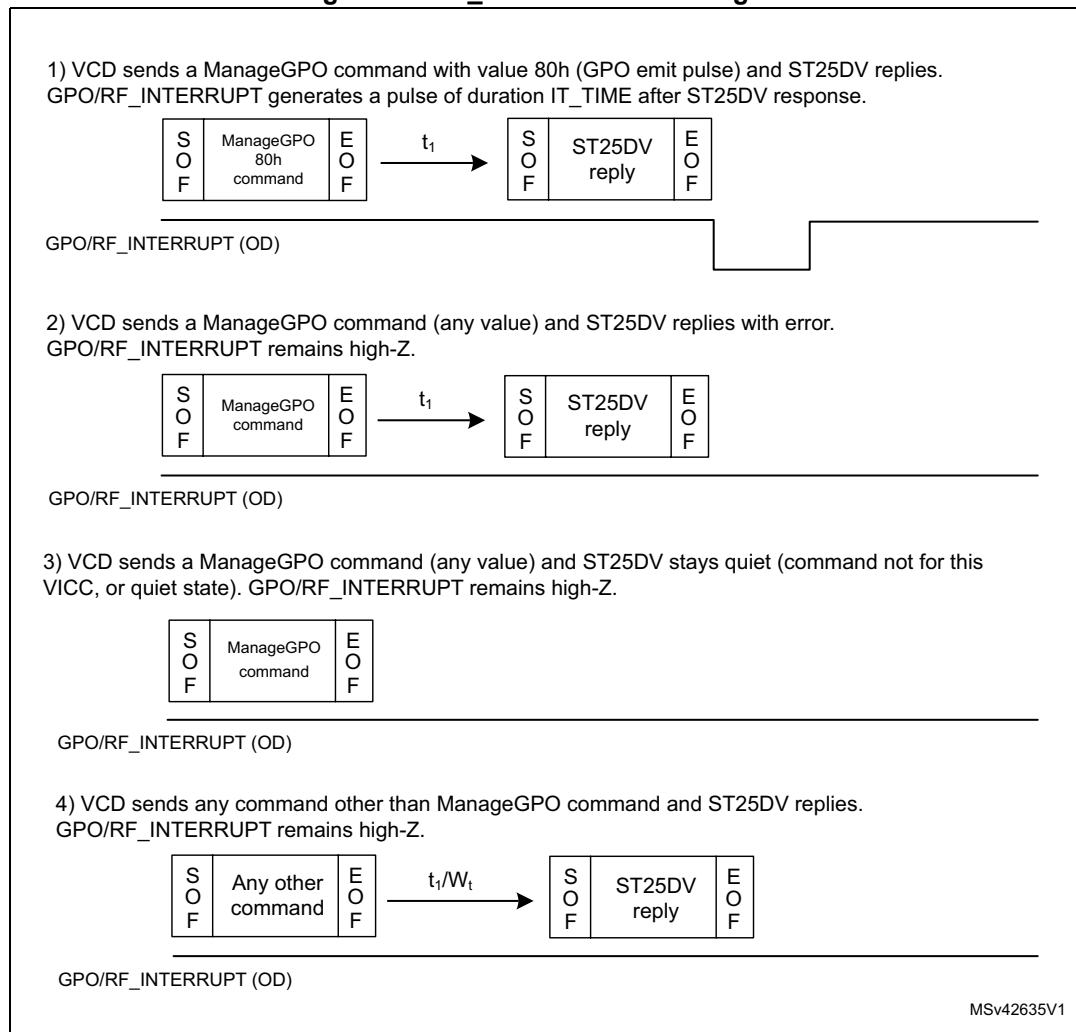 1) VCD sends a ManageGPO command with value 80h (GPO emit pulse) and ST25DV replies.
GPO/RF_INTERRUPT generates a pulse of duration IT_TIME after ST25DV response.
S
O
F
ManageGPO
80h
command
E
O
F
t₁
S
O
F
ST25DV
reply
E
O
F
GPO/RF_INTERRUPT (OD)
2) VCD sends a ManageGPO command (any value) and ST25DV replies with error.
GPO/RF_INTERRUPT remains high-Z.
S
O
F
ManageGPO
command
E
O
F
t₁
S
O
F
ST25DV
reply
E
O
F
GPO/RF_INTERRUPT (OD)
3) VCD sends a ManageGPO command (any value) and ST25DV stays quiet (command not for this
VICC, or quiet state). GPO/RF_INTERRUPT remains high-Z.
S
O
F
ManageGPO
command
E
O
F
GPO/RF_INTERRUPT (OD)
4) VCD sends any command other than ManageGPO command and ST25DV replies.
GPO/RF_INTERRUPT remains high-Z.
S
O
F
Any other
command
E
O
F
t₁/Wₜ
S
O
F
ST25DV
reply
E
O
F
GPO/RF_INTERRUPT (OD)
MSv42635V1